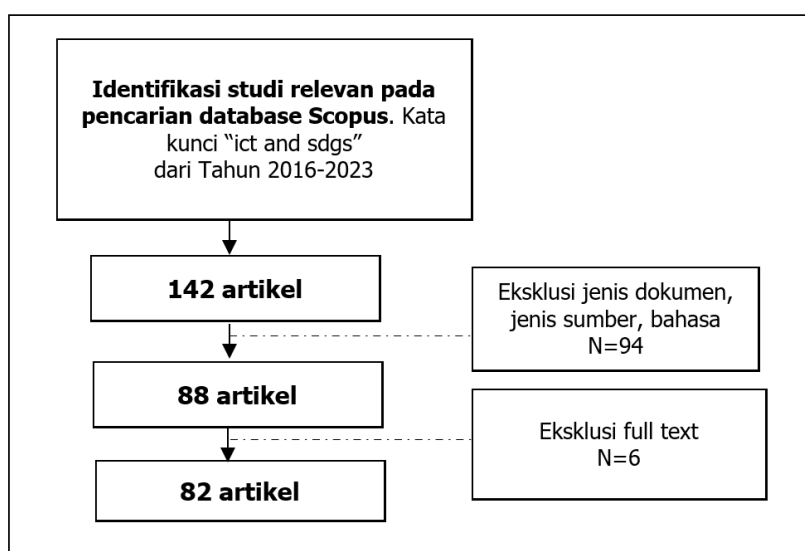 Identifikasi studi relevan pada
pencarian database Scopus. Kata
kunci “ict and sdgs”
dari Tahun 2016-2023
142 artikel
Eksklusi jenis dokumen,
jenis sumber, bahasa
N=94
88 artikel
Eksklusi full text
N=6
82 artikel